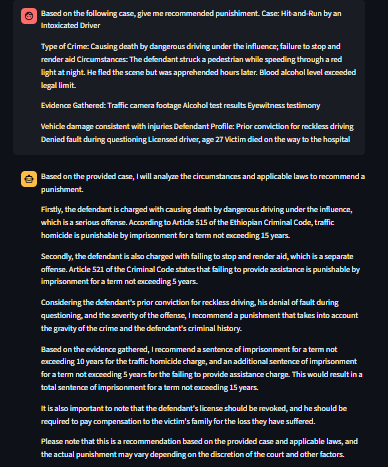 Based on the following case, give me recommended punishment. Case: Hit-and-Run by an
Intoxicated Driver
Type of Crime: Causing death by dangerous driving under the influence; failure to stop and
render aid Circumstances: The defendant struck a pedestrian while speeding through a red
light at night. He fled the scene but was apprehended hours later. Blood alcohol level exceeded
legal limit.
Evidence Gathered: Traffic camera footage Alcohol test results Eyewitness testimony
Vehicle damage consistent with injuries Defendant Profile: Prior conviction for reckless driving
Denied fault during questioning Licensed driver, age 27 Victim died on the way to the hospital
Based on the provided case, I will analyze the circumstances and applicable laws to recommend a
punishment.
Firstly, the defendant is charged with causing death by dangerous driving under the influence,
which is a serious offense. According to Article 515 of the Ethiopian Criminal Code, traffic
homicide is punishable by imprisonment for a term not exceeding 15 years.
Secondly, the defendant is also charged with failing to stop and render aid, which is a separate
offense. Article 521 of the Criminal Code states that failing to provide assistance is punishable by
imprisonment for a term not exceeding 5 years.
Considering the defendant's prior conviction for reckless driving, his denial of fault during
questioning, and the severity of the offense, I recommend a punishment that takes into account
the gravity of the crime and the defendant's criminal history.
Based on the evidence gathered, I recommend a sentence of imprisonment for a term not
exceeding 10 years for the traffic homicide charge, and an additional sentence of imprisonment
for a term not exceeding 5 years for the failing to provide assistance charge. This would result in a
total sentence of imprisonment for a term not exceeding 15 years.
It is also important to note that the defendant's license should be revoked, and he should be
required to pay compensation to the victim's family for the loss they have suffered.
Please note that this is a recommendation based on the provided case and applicable laws, and
the actual punishment may vary depending on the discretion of the court and other factors.